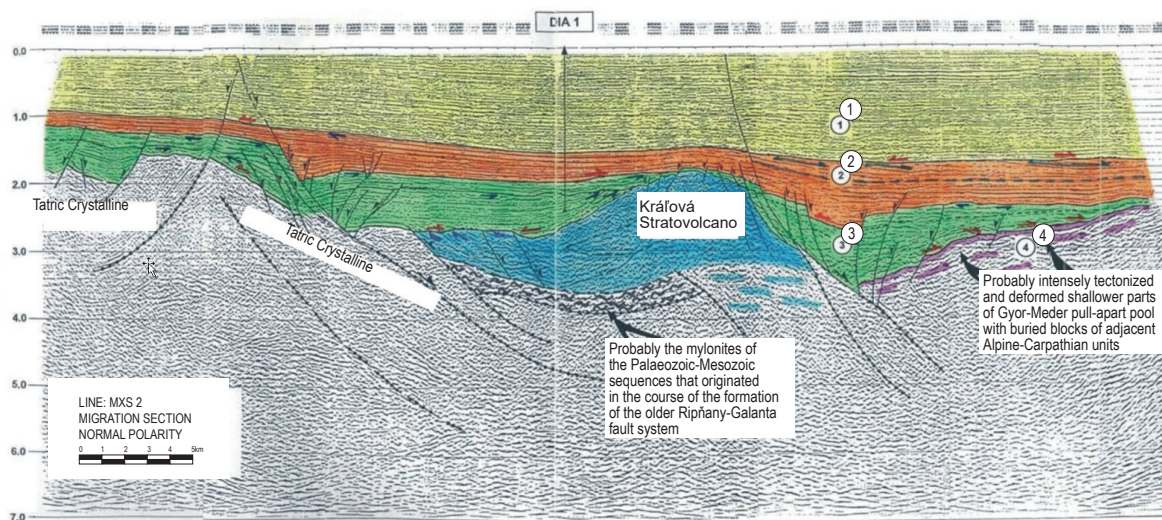 DIA 1
0.0
1.0
2.0
3.0
4.0
5.0
6.0
7.0
1
1
2
2
3
3
4
4
Tatric Crystalline
Tatric Crystalline
Kráľová
Stratovolcano
Probably intensely tectonized
and deformed shallower parts
of Gyor-Meder pull-apart pool
with buried blocks of adjacent
Alpine-Carpathian units
Probably the mylonites of
the Palaeozoic-Mesozoic
sequences that originated
in the course of the formation
of the older Ripňany-Galanta
fault system
LINE: MXS 2
MIGRATION SECTION
NORMAL POLARITY
0 1 2 3 4 5km